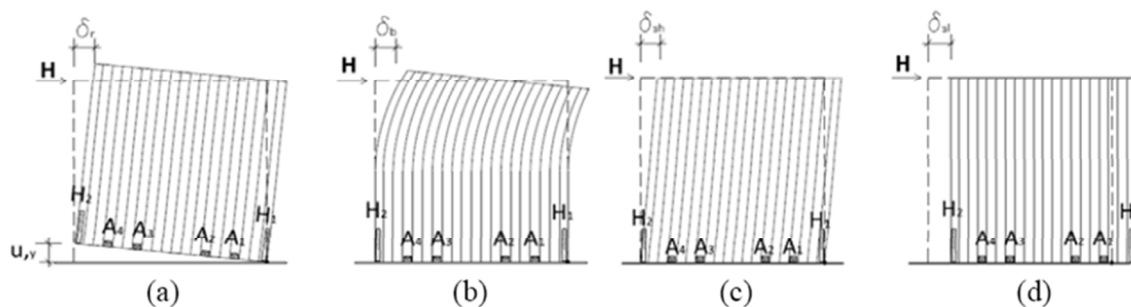 δr δb δsh δsl
H H H H
H2 A4 A3 A2 A1 H1 H2 A4 A3 A2 A1 H1 H2 A4 A3 A2 A1 H1 H2 A4 A3 A2 A1 H
u,y
(a) (b) (c) (d)